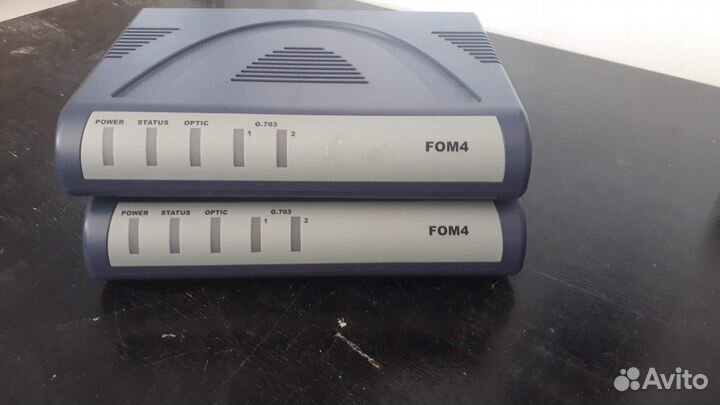 POWER STATUS OPTIC G.703
1 2
FOM4
POWER STATUS OPTIC G.703
1 2
FOM4
Avito